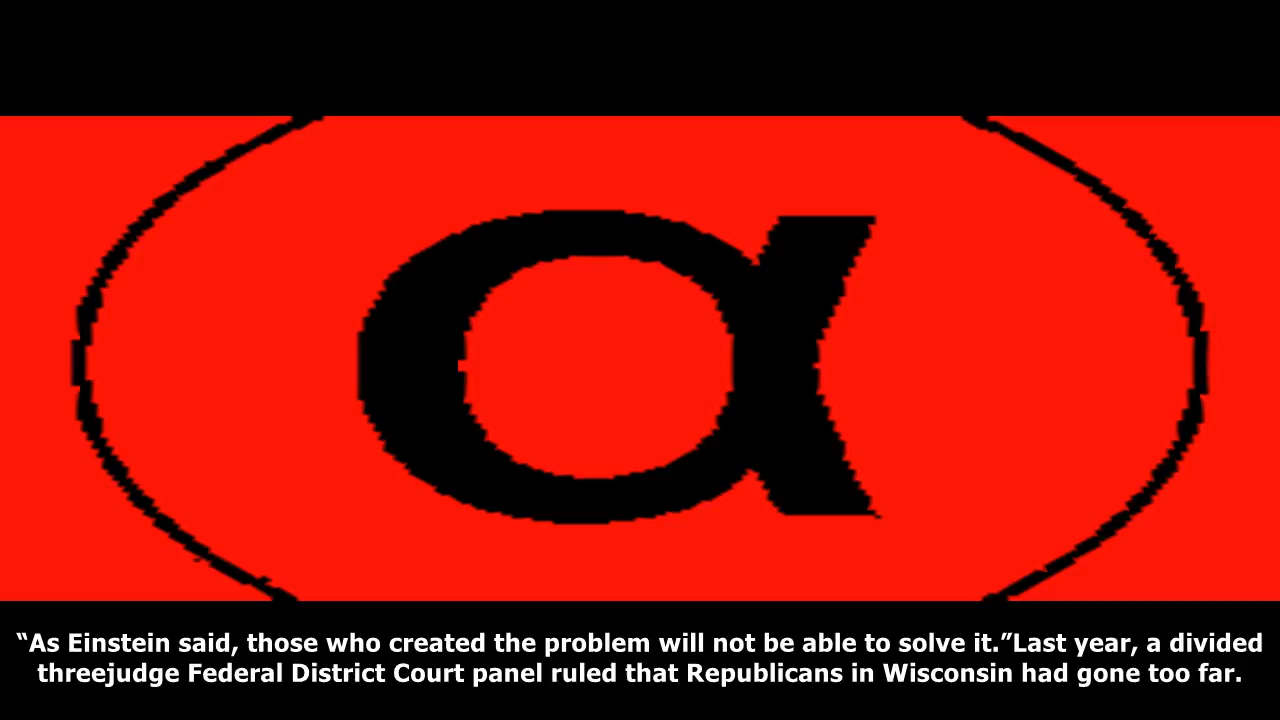 α
“As Einstein said, those who created the problem will not be able to solve it.”Last year, a divided
threejudge Federal District Court panel ruled that Republicans in Wisconsin had gone too far.